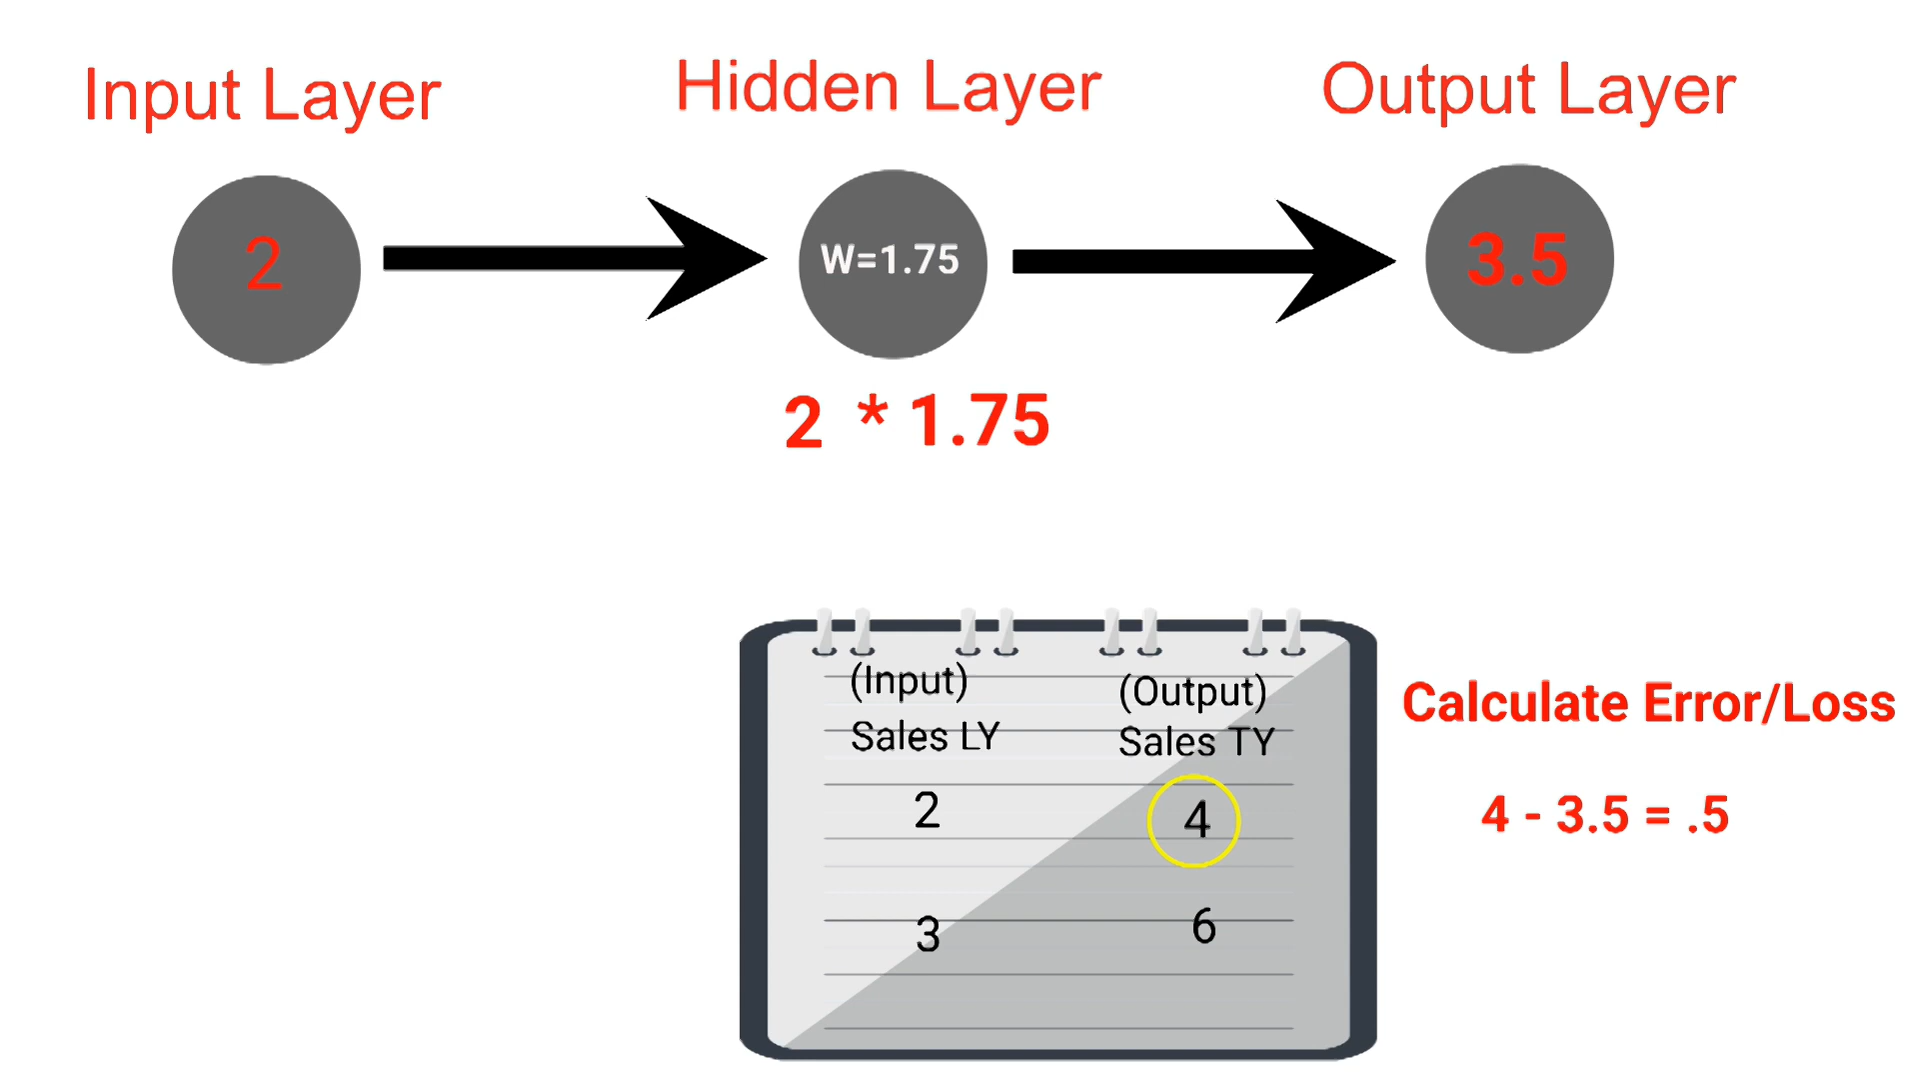 Input Layer
Hidden Layer
Output Layer
2
W=1.75
3.5
2 * 1.75
(Input)
Sales LY
(Output)
Sales TY
2
4
3
6
Calculate Error/Loss
4 - 3.5 = .5